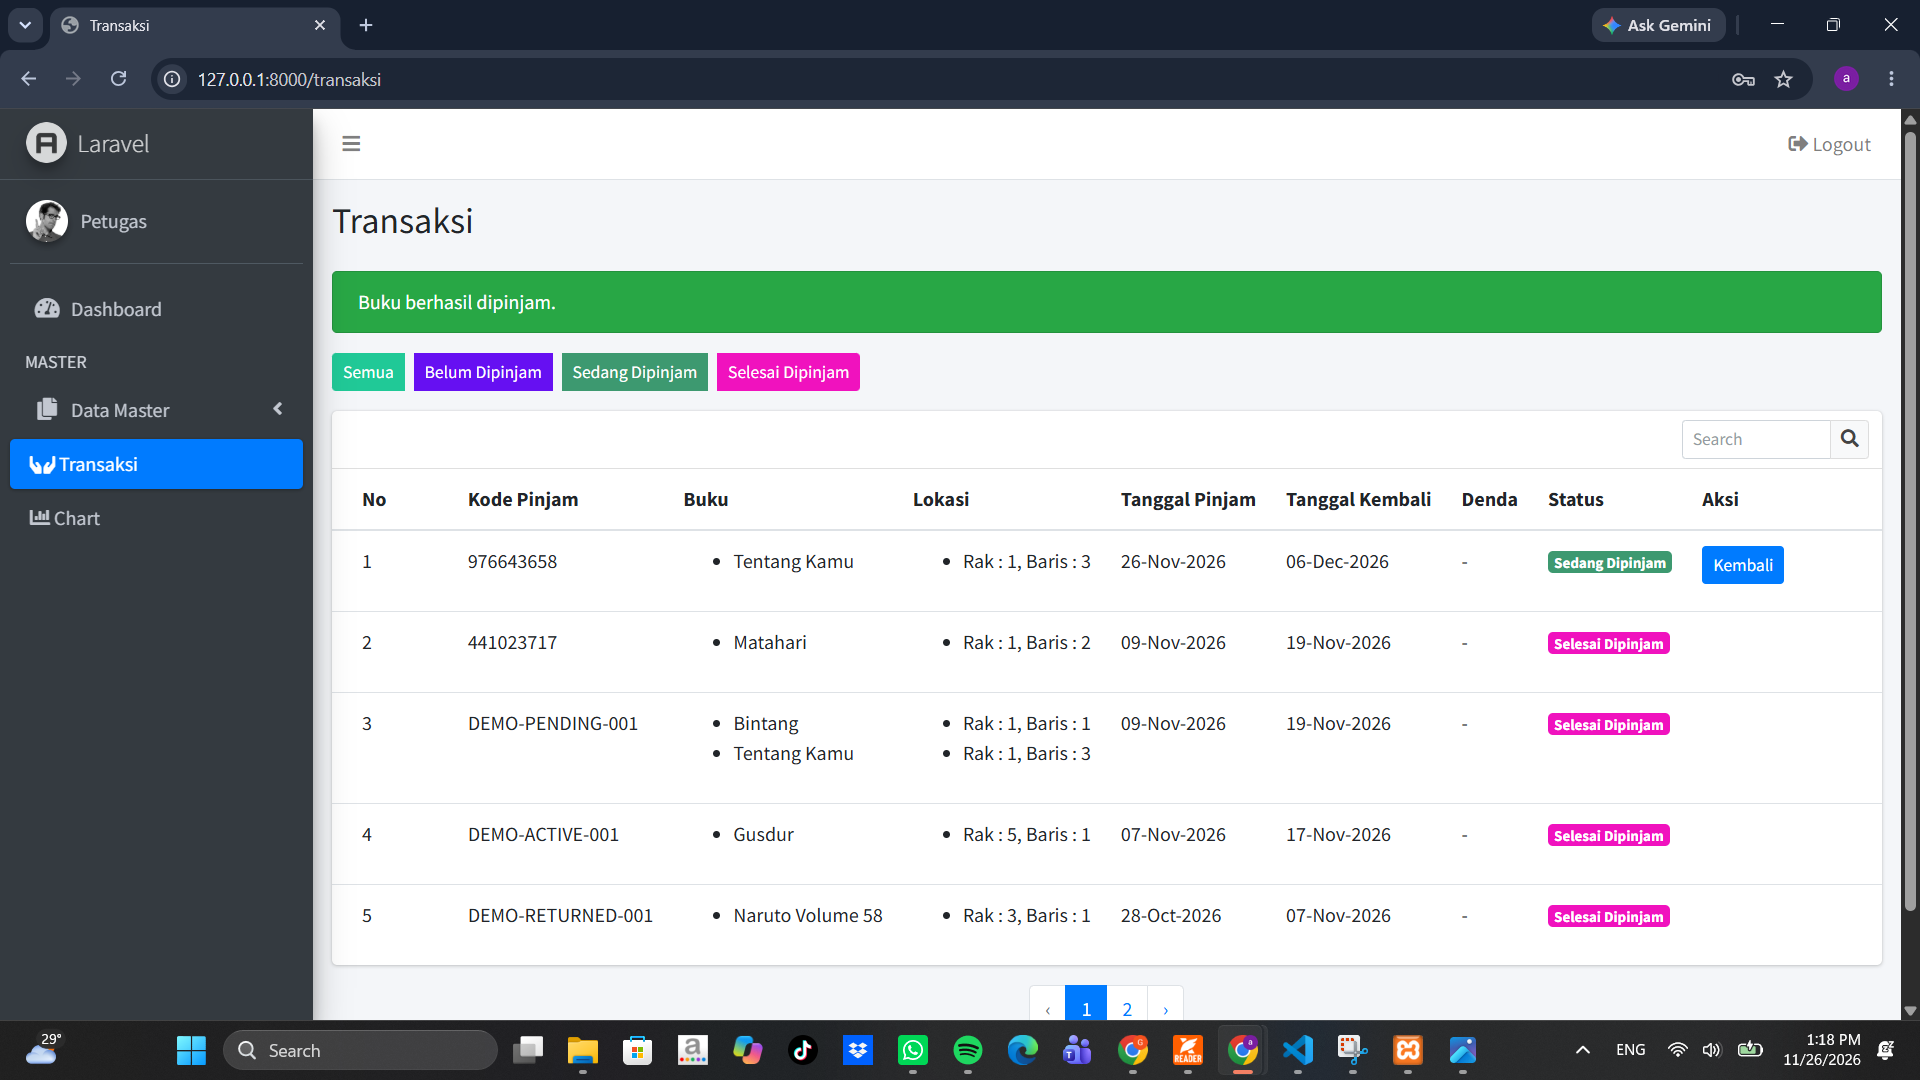 Transaksi
Ask Gemini
127.0.0.1:8000/transaksi
a
Laravel
Logout
Petugas
Dashboard
MASTER
Data Master
Transaksi
Chart
Transaksi
Buku berhasil dipinjam.
Semua
Belum Dipinjam
Sedang Dipinjam
Selesai Dipinjam
Search
No Kode Pinjam Buku Lokasi Tanggal Pinjam Tanggal Kembali Denda Status Aksi
1 976643658 • Tentang Kamu • Rak : 1, Baris : 3 26-Nov-2026 06-Dec-2026 - Sedang Dipinjam Kembali
2 441023717 • Matahari • Rak : 1, Baris : 2 09-Nov-2026 19-Nov-2026 - Selesai Dipinjam
3 DEMO-PENDING-001 • Bintang • Rak : 1, Baris : 1 09-Nov-2026 19-Nov-2026 - Selesai Dipinjam
• Tentang Kamu • Rak : 1, Baris : 3
4 DEMO-ACTIVE-001 • Gusdur • Rak : 5, Baris : 1 07-Nov-2026 17-Nov-2026 - Selesai Dipinjam
5 DEMO-RETURNED-001 • Naruto Volume 58 • Rak : 3, Baris : 1 28-Oct-2026 07-Nov-2026 - Selesai Dipinjam
‹ 1 2 ›
29°
Search
READER
ENG
1:18 PM
11/26/2026